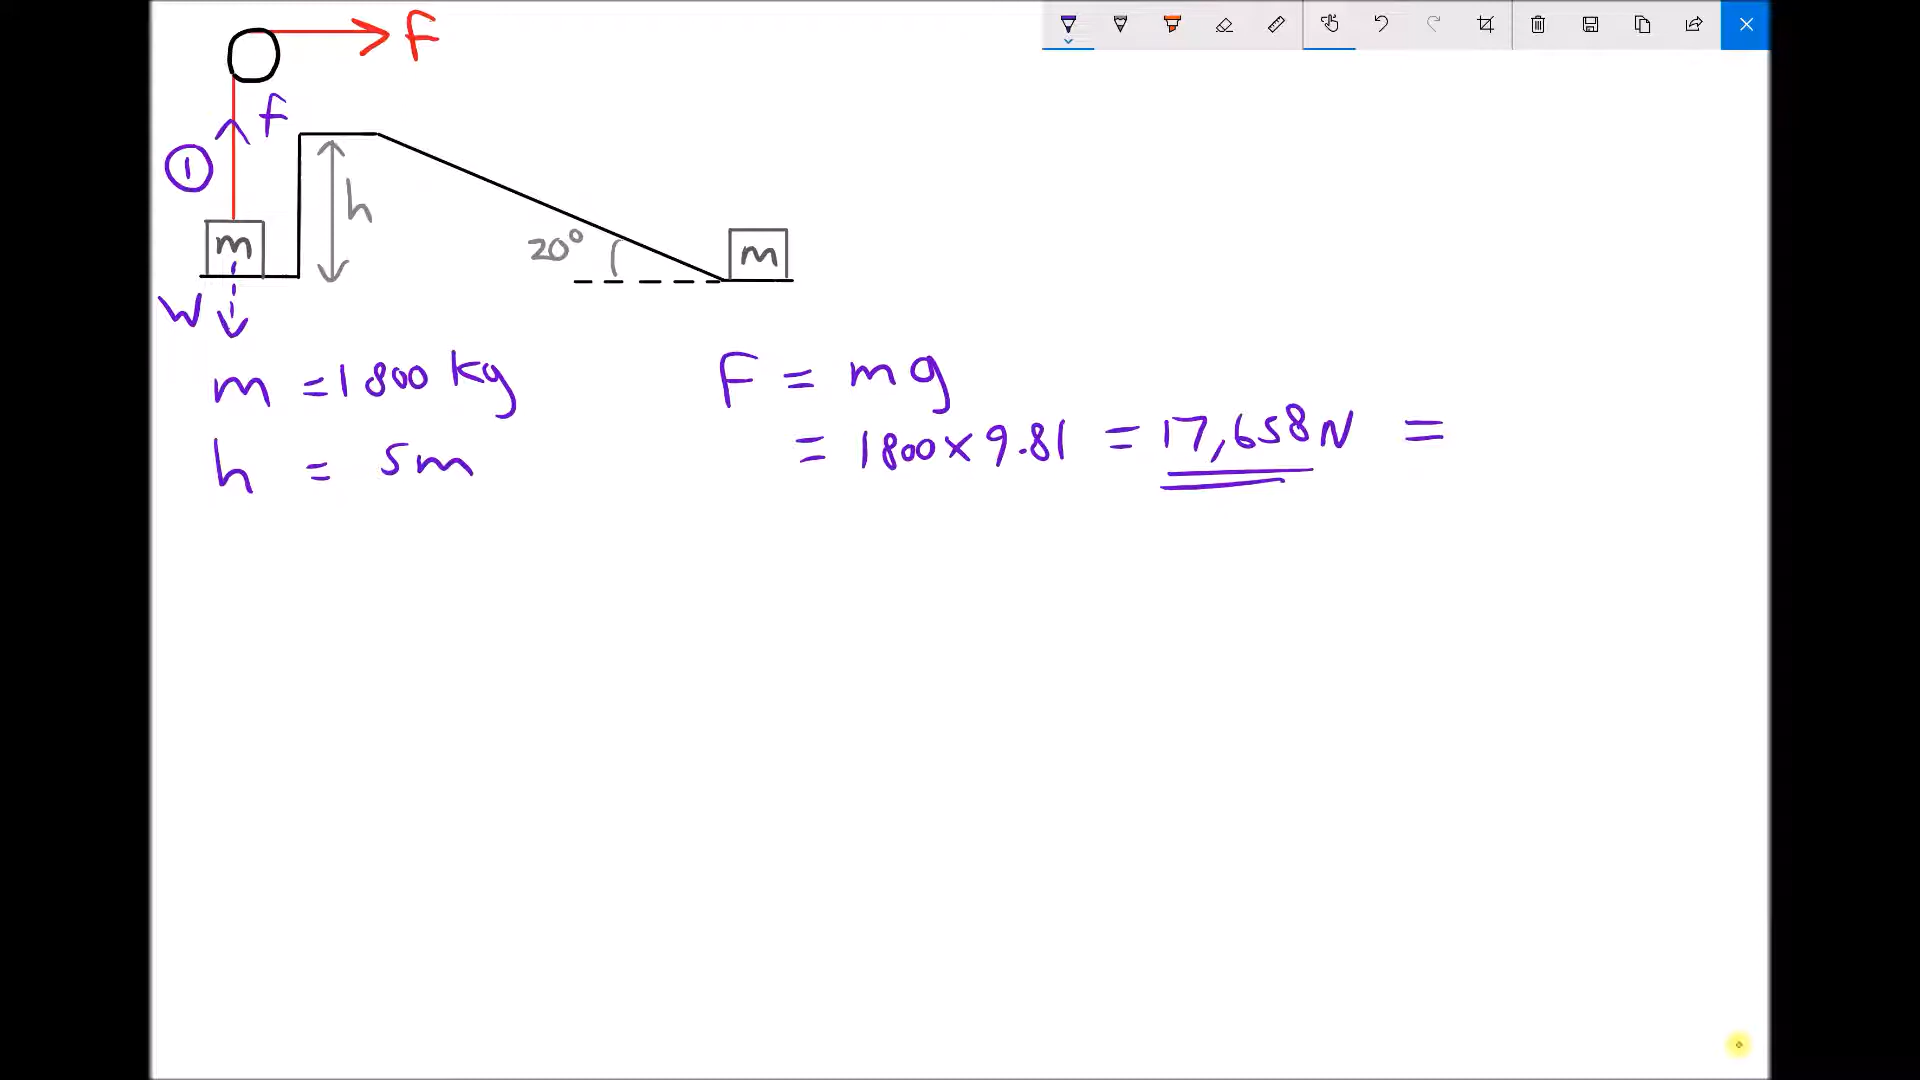 F
F
①
h
m
20°
m
W
m = 1800 kg
F = mg
= 1800 × 9.81 = 17,658N =
h = 5m